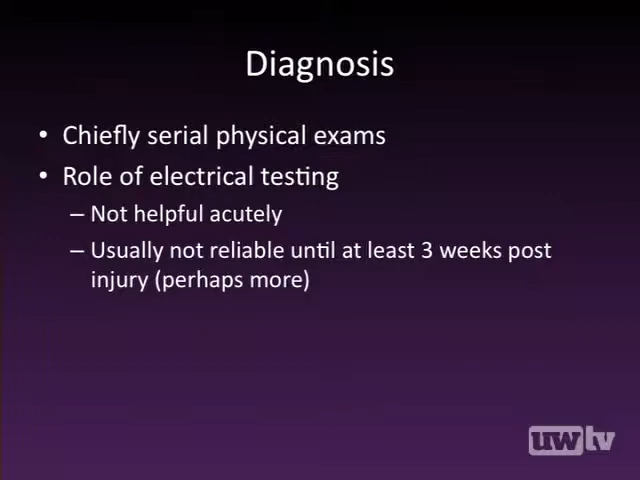 Diagnosis
• Chiefly serial physical exams
• Role of electrical testing
– Not helpful acutely
– Usually not reliable until at least 3 weeks post
injury (perhaps more)
uwtv